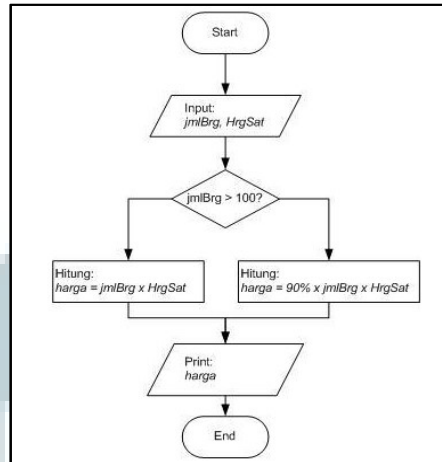 Start
Input:
jmlBrg, HrgSat
jmlBrg > 100?
Hitung:
harga = jmlBrg x HrgSat
Hitung:
harga = 90% x jmlBrg x HrgSat
Print:
harga
End